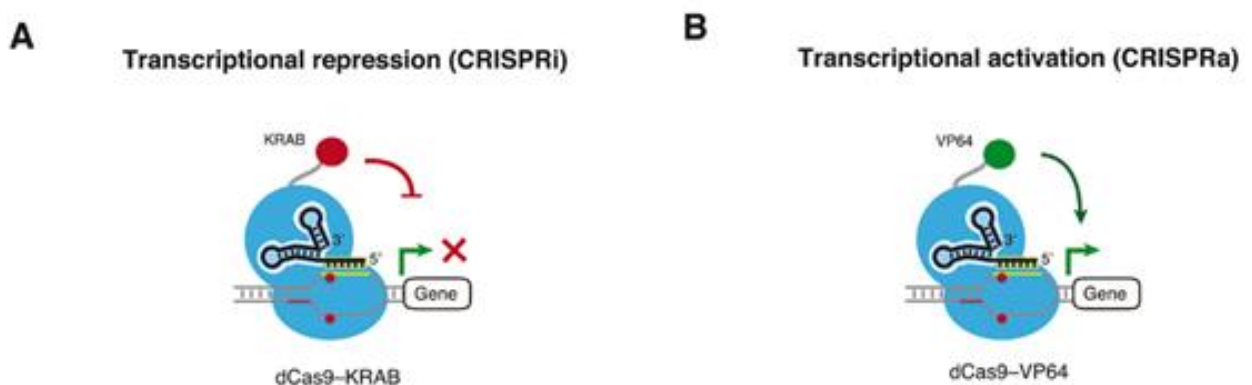 A
Transcriptional repression (CRISPRi)
KRAB
3'
5'
Gene
dCas9–KRAB
B
Transcriptional activation (CRISPRa)
VP64
3'
5'
Gene
dCas9–VP64